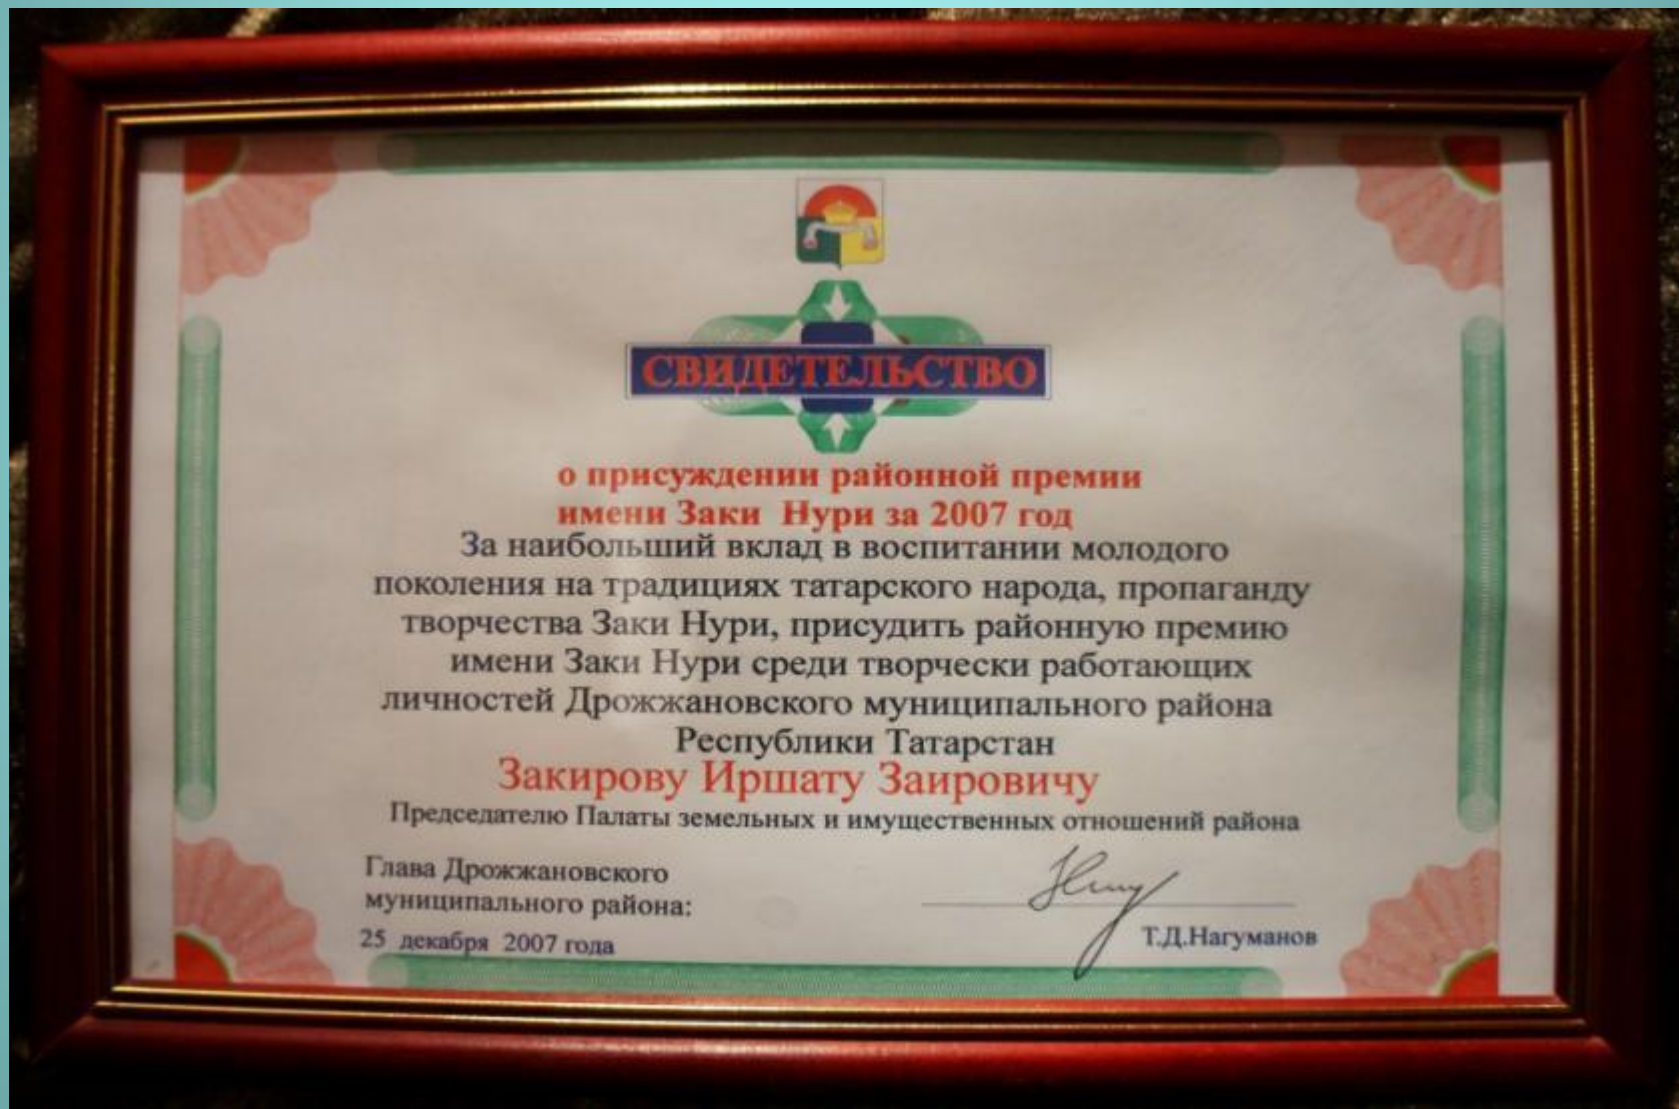 СВИДЕТЕЛЬСТВО
о присуждении районной премии
имени Заки Нури за 2007 год
За наибольший вклад в воспитании молодого
поколения на традициях татарского народа, пропаганду
творчества Заки Нури, присудить районную премию
имени Заки Нури среди творчески работающих
личностей Дрожжановского муниципального района
Республики Татарстан
Закирову Иршату Заировичу
Председателю Палаты земельных и имущественных отношений района
Глава Дрожжановского
муниципального района:
25 декабря 2007 года
Т.Д.Нагуманов